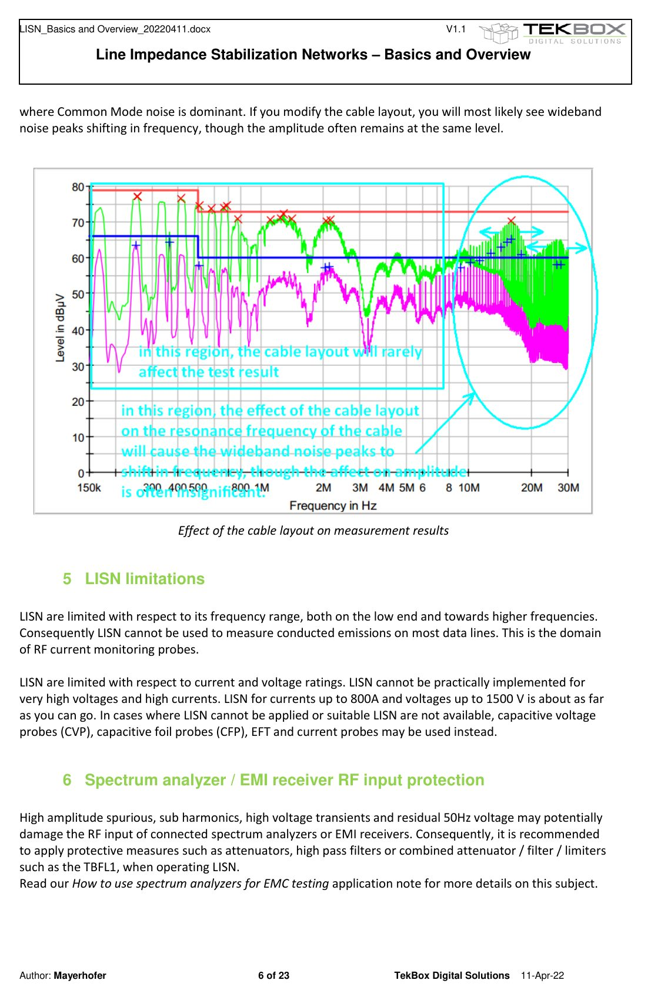 LISN_Basics and Overview_20220411.docx V1.1 TEKBOX
DIGITAL SOLUTIONS
Line Impedance Stabilization Networks – Basics and Overview
where Common Mode noise is dominant. If you modify the cable layout, you will most likely see wideband
noise peaks shifting in frequency, though the amplitude often remains at the same level.
80
70
60
50
40
30
20
10
0
Level in dBµV
in this region, the cable layout will rarely
affect the test result
in this region, the effect of the cable layout
on the resonance frequency of the cable
will cause the wideband noise peaks to
shift in frequency, though the affect on amplitude
is often insignificant.
150k 300 400 500 800 1M 2M 3M 4M 5M 6 8 10M 20M 30M
Frequency in Hz
Effect of the cable layout on measurement results
5 LISN limitations
LISN are limited with respect to its frequency range, both on the low end and towards higher frequencies.
Consequently LISN cannot be used to measure conducted emissions on most data lines. This is the domain
of RF current monitoring probes.
LISN are limited with respect to current and voltage ratings. LISN cannot be practically implemented for
very high voltages and high currents. LISN for currents up to 800A and voltages up to 1500 V is about as far
as you can go. In cases where LISN cannot be applied or suitable LISN are not available, capacitive voltage
probes (CVP), capacitive foil probes (CFP), EFT and current probes may be used instead.
6 Spectrum analyzer / EMI receiver RF input protection
High amplitude spurious, sub harmonics, high voltage transients and residual 50Hz voltage may potentially
damage the RF input of connected spectrum analyzers or EMI receivers. Consequently, it is recommended
to apply protective measures such as attenuators, high pass filters or combined attenuator / filter / limiters
such as the TBFL1, when operating LISN.
Read our How to use spectrum analyzers for EMC testing application note for more details on this subject.
Author: Mayerhofer 6 of 23 TekBox Digital Solutions 11-Apr-22